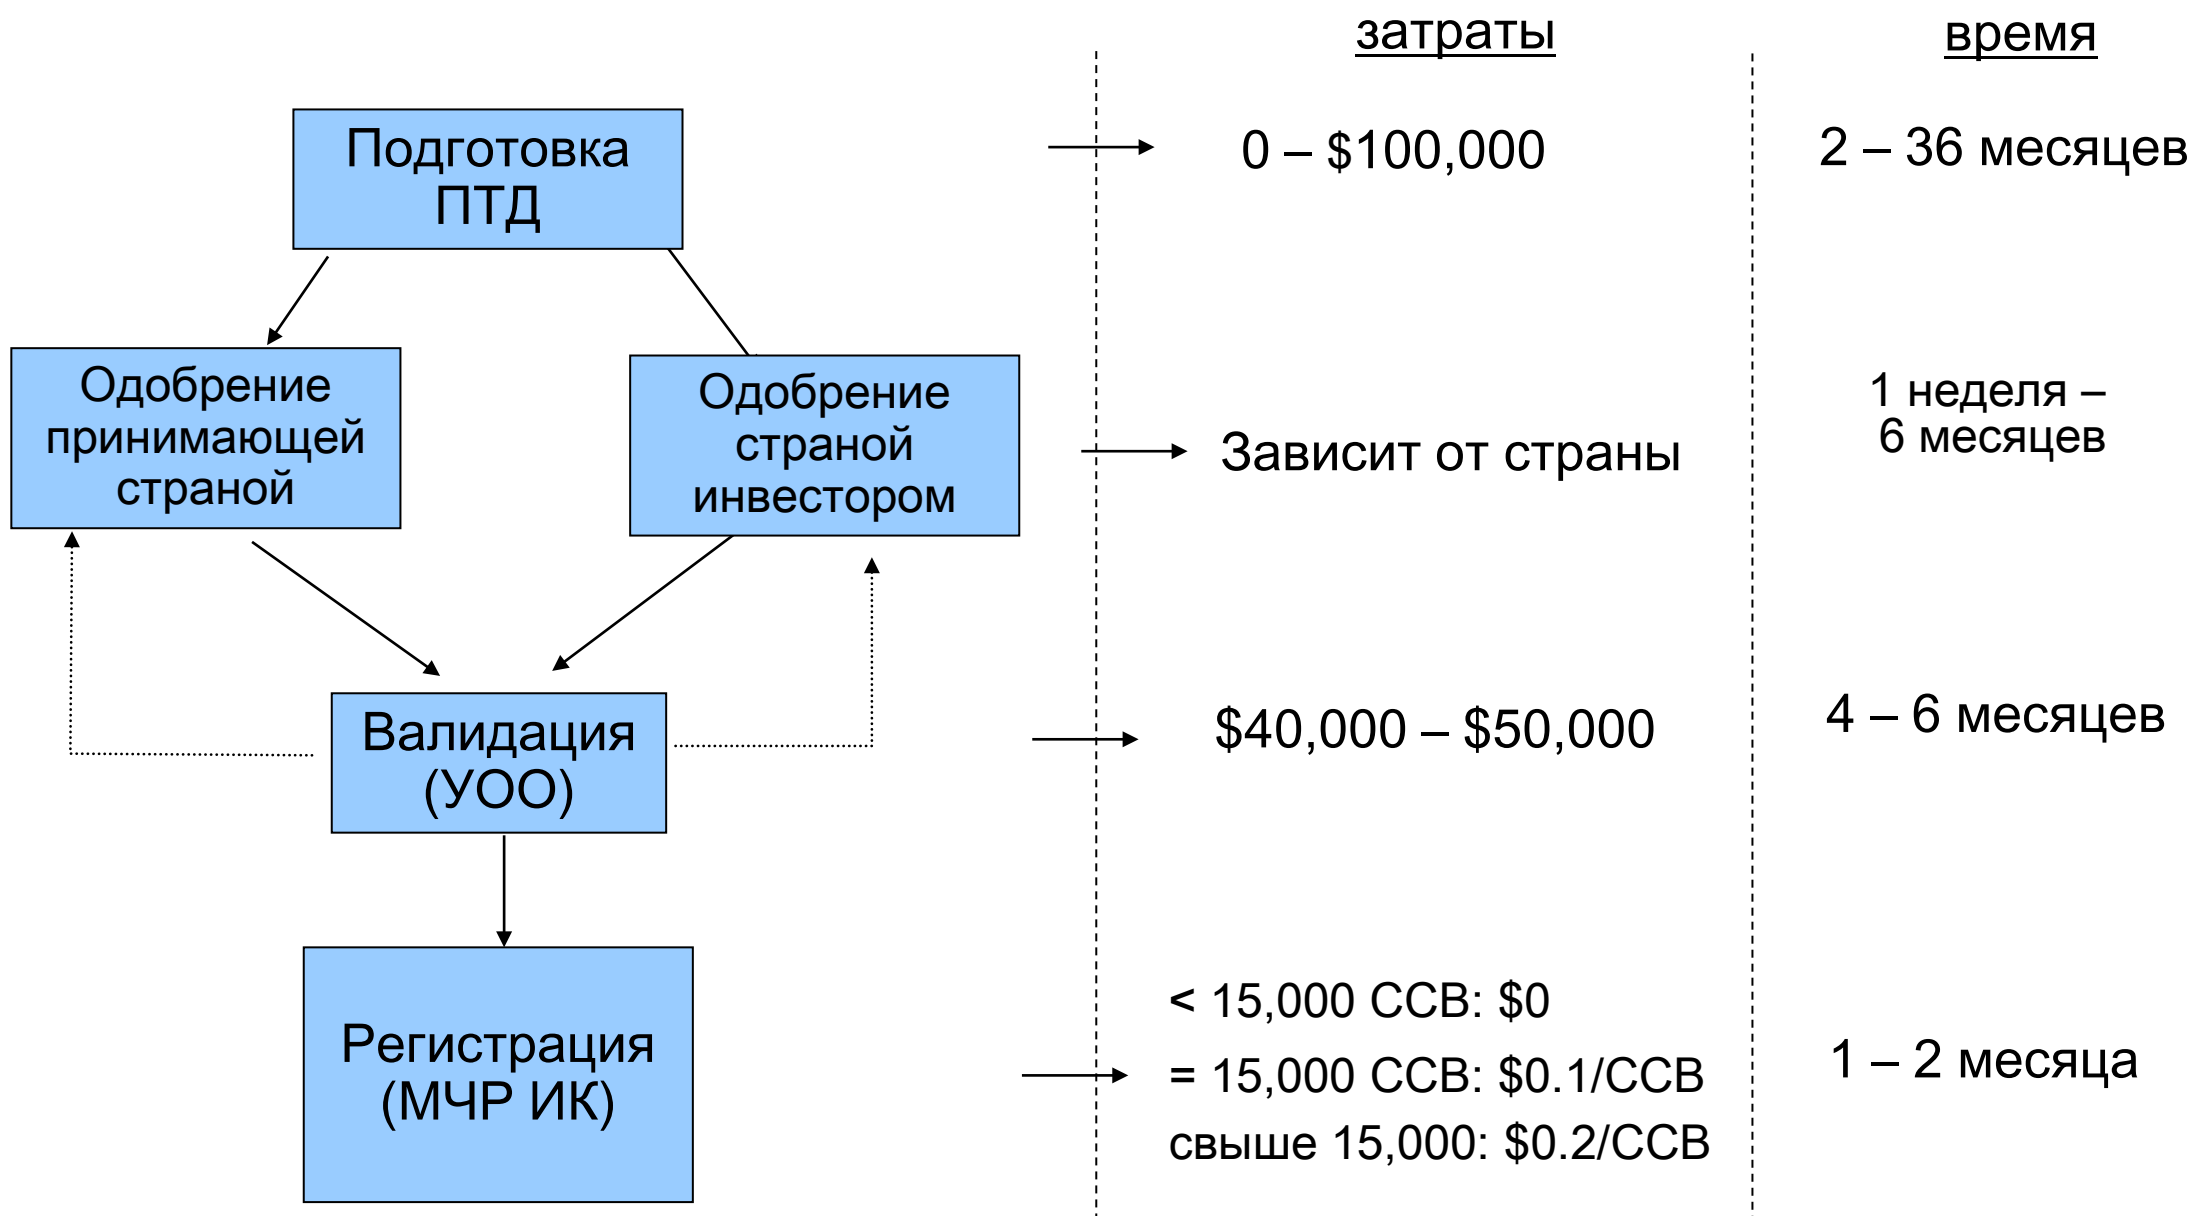 затраты
время
Подготовка
ПТД
0 – $100,000
2 – 36 месяцев
Одобрение
принимающей
страной
Одобрение
страной
инвестором
Зависит от страны
1 неделя –
6 месяцев
Валидация
(УОО)
$40,000 – $50,000
4 – 6 месяцев
Регистрация
(МЧР ИК)
< 15,000 ССВ: $0
= 15,000 ССВ: $0.1/ССВ
свыше 15,000: $0.2/ССВ
1 – 2 месяца